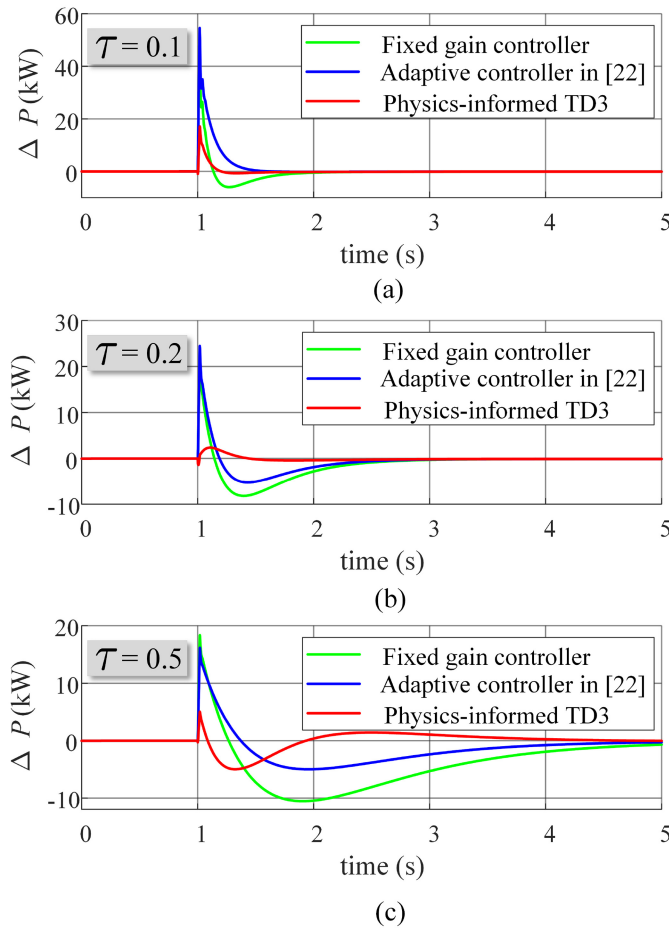 60
τ = 0.1
Fixed gain controller
40
Adaptive controller in [22]
Physics-informed TD3
20
0
Δ P (kW)
0 1 2 3 4 5
time (s)
(a)
30
τ = 0.2
Fixed gain controller
20
Adaptive controller in [22]
Physics-informed TD3
10
0
-10
Δ P (kW)
0 1 2 3 4 5
time (s)
(b)
20
τ = 0.5
Fixed gain controller
Adaptive controller in [22]
10
Physics-informed TD3
0
-10
Δ P (kW)
0 1 2 3 4 5
time (s)
(c)